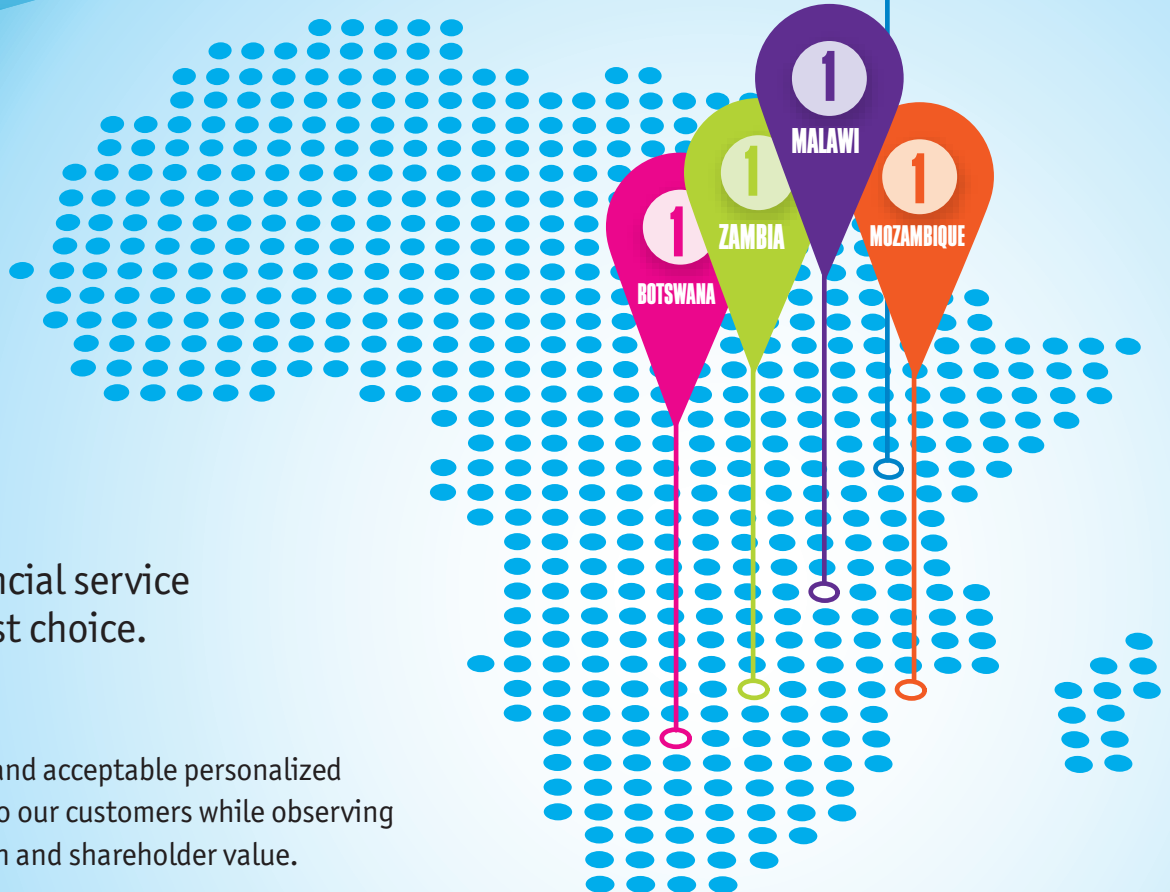 1
MALAWI
1
MOZAMBIQUE
1
ZAMBIA
1
BOTSWANA
ncial service
st choice.
and acceptable personalized
o our customers while observing
n and shareholder value.